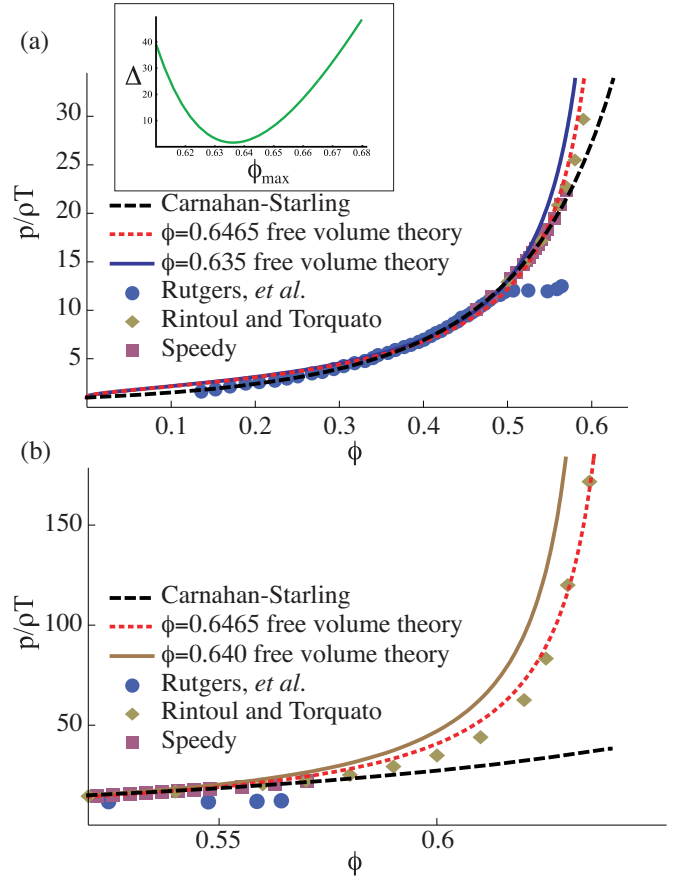 (a)
40
30
20
10
Δ
0.62 0.63 0.64 0.65 0.66 0.67 0.68
ϕmax
p/ρT
30
25
20
15
10
5
Carnahan-Starling
ϕ=0.6465 free volume theory
ϕ=0.635 free volume theory
Rutgers, et al.
Rintoul and Torquato
Speedy
0.1 0.2 0.3 0.4 0.5 0.6
ϕ
(b)
p/ρT
150
100
50
Carnahan-Starling
ϕ=0.6465 free volume theory
ϕ=0.640 free volume theory
Rutgers, et al.
Rintoul and Torquato
Speedy
0.55 0.6
ϕ